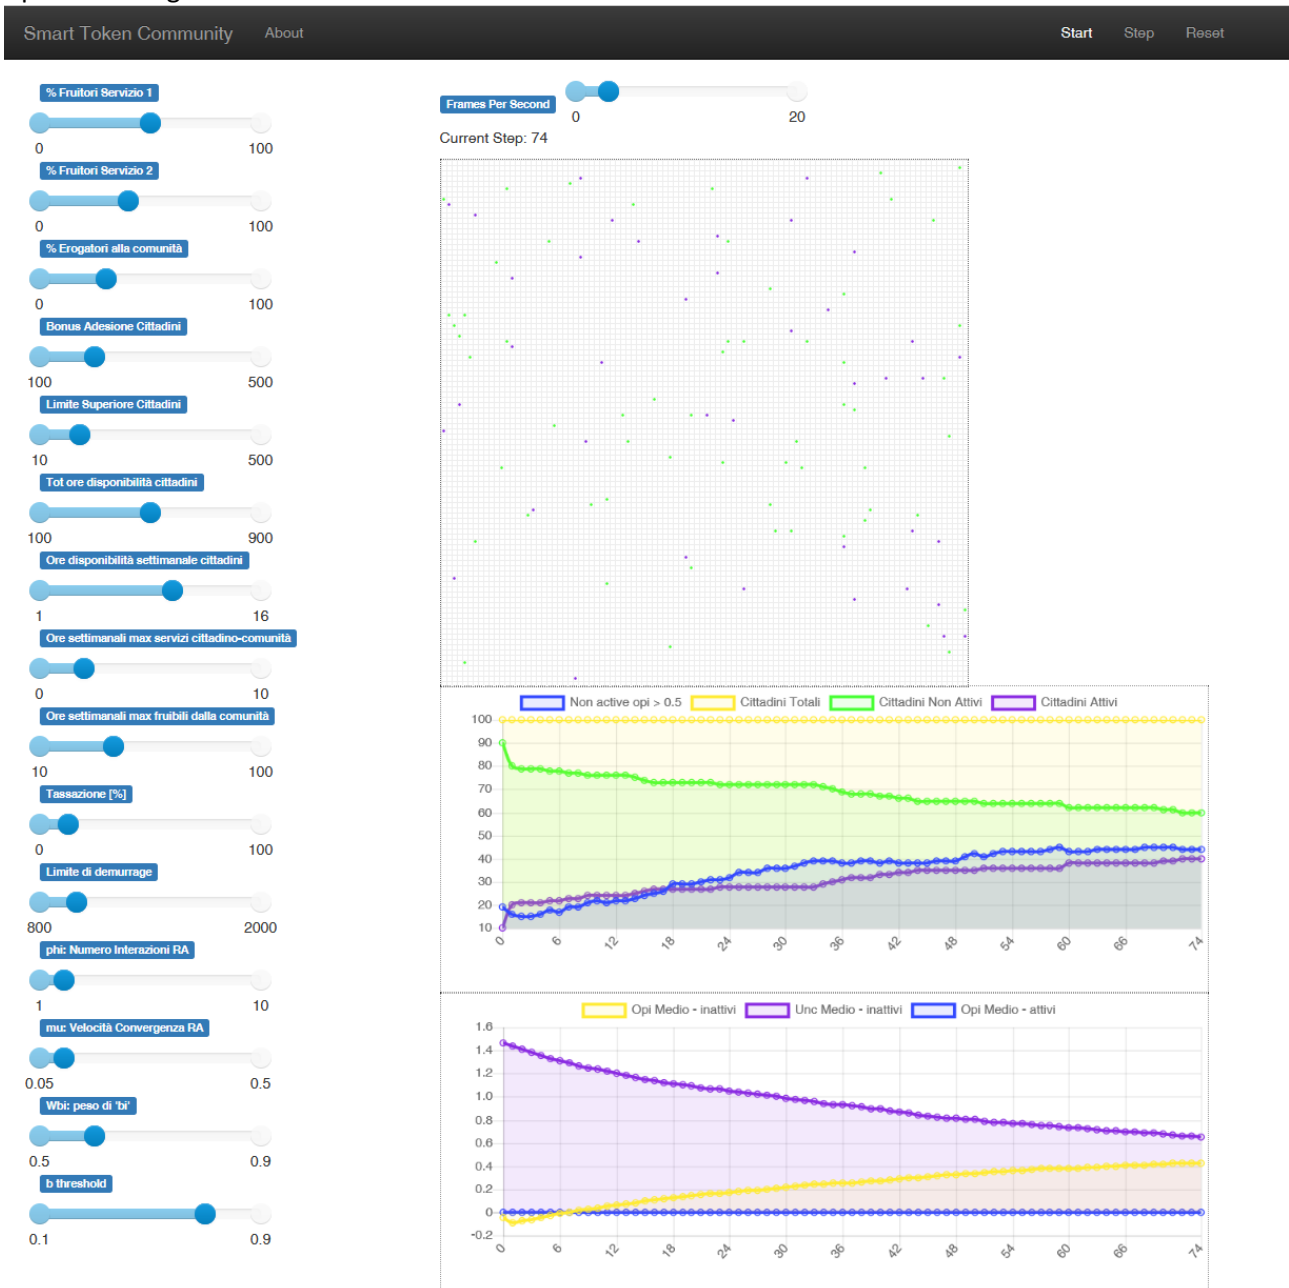 Smart Token Community About Start Step Reset
% Fruitori Servizio 1
0 100
% Fruitori Servizio 2
0 100
% Erogatori alla comunità
0 100
Bonus Adesione Cittadini
100 500
Limite Superiore Cittadini
10 500
Tot ore disponibilità cittadini
100 900
Ore disponibilità settimanale cittadini
1 16
Ore settimanali max servizi cittadino-comunità
0 10
Ore settimanali max fruibili dalla comunità
10 100
Tassazione [%]
0 100
Limite di demurrage
800 2000
phi: Numero Interazioni RA
1 10
mu: Velocità Convergenza RA
0.05 0.5
Wbi: peso di 'bi'
0.5 0.9
b threshold
0.1 0.9
Frames Per Second
0 20
Current Step: 74
Non active opi > 0.5 Cittadini Totali Cittadini Non Attivi Cittadini Attivi
100
90
80
70
60
50
40
30
20
10
0 6 12 18 24 30 36 42 48 54 60 66 74
Opi Medio - inattivi Unc Medio - inattivi Opi Medio - attivi
1.6
1.4
1.2
1.0
0.8
0.6
0.4
0.2
0
-0.2
0 6 12 18 24 30 36 42 48 54 60 66 74